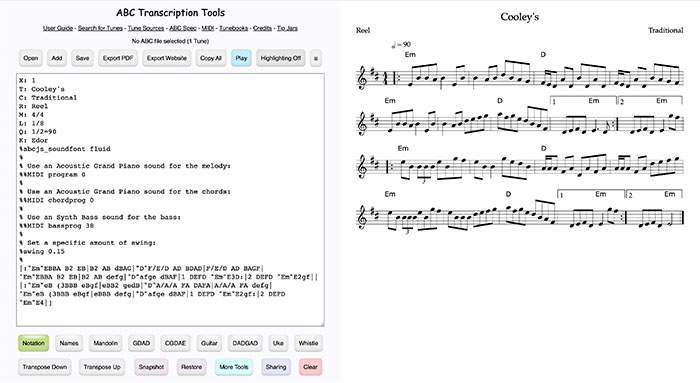 ABC Transcription Tools
User Guide - Search for Tunes - Tune Sources - ABC Spec - MIDI - Tunebooks - Credits - Tip Jars
No ABC file selected (1 Tune)
Open Add Save Export PDF Export Website Copy All Play Highlighting Off ≡
X: 1
T: Cooley's
C: Traditional
R: Reel
M: 4/4
L: 1/8
Q: 1/2=90
K: Edor
%abcjs_soundfont fluid
%
% Use an Acoustic Grand Piano sound for the melody:
%%MIDI program 0
%
% Use an Acoustic Grand Piano sound for the chords:
%%MIDI chordprog 0
%
% Use an Synth Bass sound for the bass:
%%MIDI bassprog 38
%
% Set a specific amount of swing:
%swing 0.15
%
|:"Em"EBBA B2 EB|B2 AB dBAG|"D"F/E/D AD BDAD|F/E/D AD BAGF|
"Em"EBBA B2 EB|B2 AB defg|"D"afge dBAF|1 DEFD "Em"E3D:|2 DEFD "Em"E2gf||
|:"Em"eB (3BBB eBgf|eBB2 gedB|"D"A/A/A FA DAFA|A/A/A FA defg|
"Em"eB (3BBB eBgf|eBBB defg|"D"afge dBAF|1 DEFD "Em"E2gf:|2 DEFD
"Em"E4|]
Notation Names Mandolin GDAD CGDAE Guitar DADGAD Uke Whistle
Transpose Down Transpose Up Snapshot Restore More Tools Sharing Clear
Cooley's
Reel Traditional
= 90
Em D
Em D 1 Em 2 Em
Em D
3
Em D 1 Em 2 Em
3